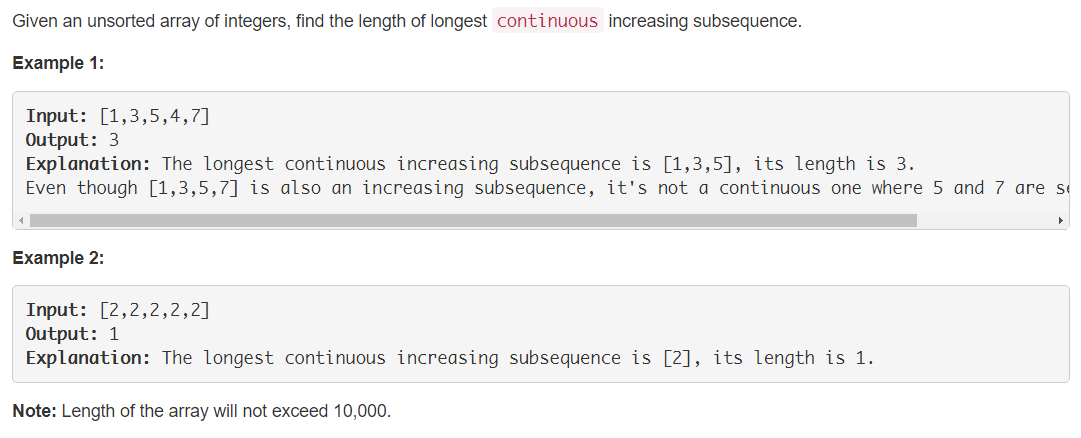 Given an unsorted array of integers, find the length of longest continuous increasing subsequence.
Example 1:
Input: [1,3,5,4,7]
Output: 3
Explanation: The longest continuous increasing subsequence is [1,3,5], its length is 3.
Even though [1,3,5,7] is also an increasing subsequence, it's not a continuous one where 5 and 7 are
Example 2:
Input: [2,2,2,2,2]
Output: 1
Explanation: The longest continuous increasing subsequence is [2], its length is 1.
Note: Length of the array will not exceed 10,000.